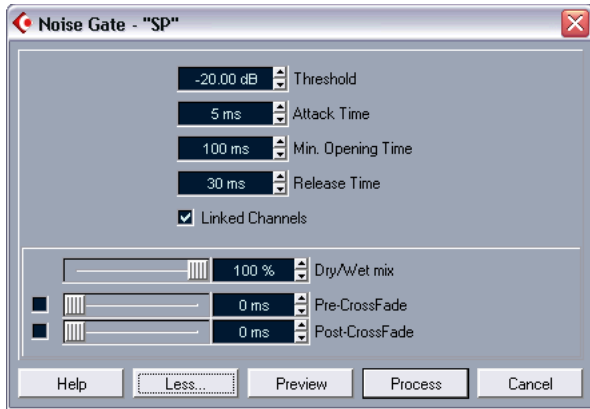 Noise Gate - "SP"
-20.00 dB Threshold
5 ms Attack Time
100 ms Min. Opening Time
30 ms Release Time
Linked Channels
100 % Dry/Wet mix
0 ms Pre-CrossFade
0 ms Post-CrossFade
Help Less... Preview Process Cancel